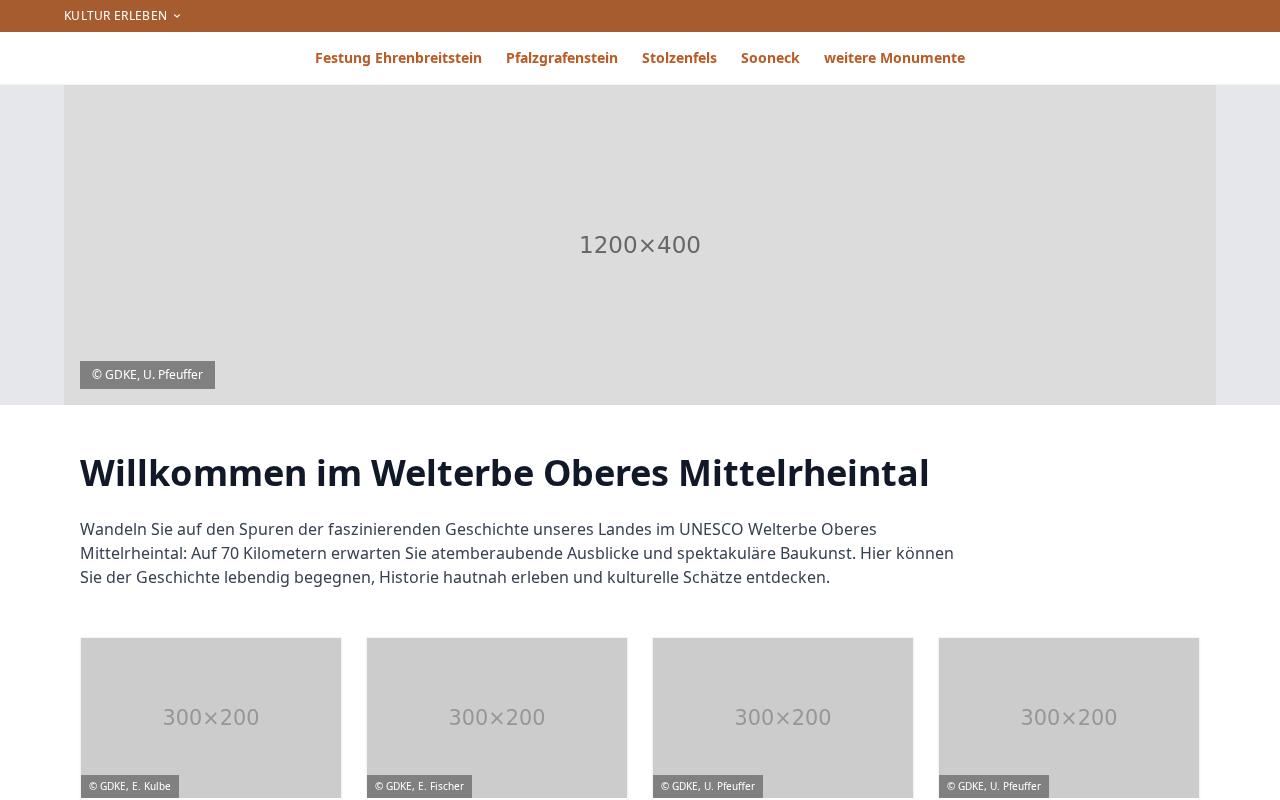 KULTUR ERLEBEN
Festung Ehrenbreitstein Pfalzgrafenstein Stolzenfels Sooneck weitere Monumente
1200×400
© GDKE, U. Pfeuffer
Willkommen im Welterbe Oberes Mittelrheintal
Wandeln Sie auf den Spuren der faszinierenden Geschichte unseres Landes im UNESCO Welterbe Oberes
Mittelrheintal: Auf 70 Kilometern erwarten Sie atemberaubende Ausblicke und spektakuläre Baukunst. Hier können
Sie der Geschichte lebendig begegnen, Historie hautnah erleben und kulturelle Schätze entdecken.
300×200 300×200 300×200 300×200
© GDKE, E. Kulbe © GDKE, E. Fischer © GDKE, U. Pfeuffer © GDKE, U. Pfeuffer